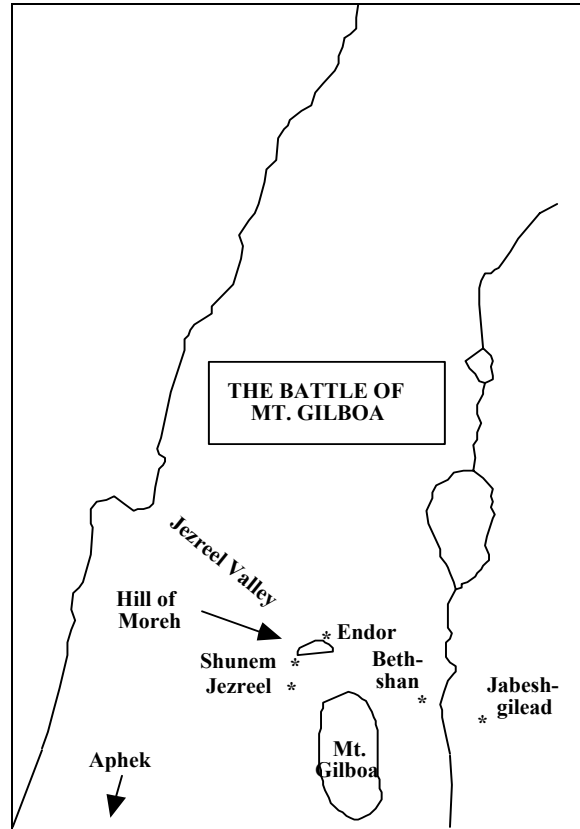 THE BATTLE OF
MT. GILBOA
Jezreel Valley
Hill of
Moreh
Endor
Shunem
Jezreel
Beth-
shan
Jabesh-
gilead
Mt.
Gilboa
Aphek